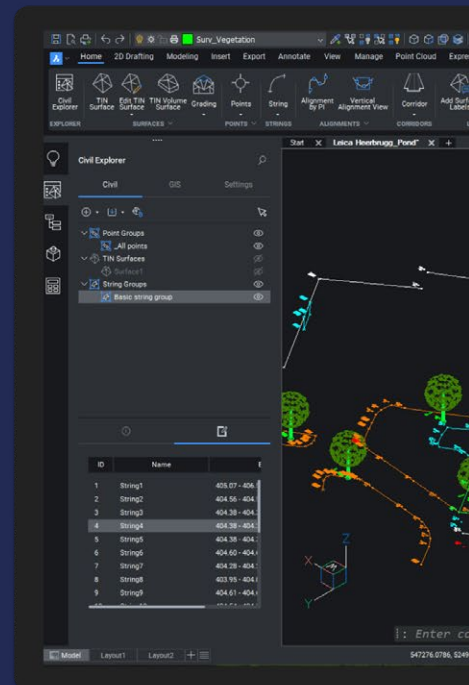 Surv_Vegetation
Home 2D Drafting Modeling Insert Export Annotate View Manage Point Cloud Expre
Civil Explorer TIN Surface Edit TIN Surface TIN Volume Surface Grading Points String Alignment By PI Vertical Alignment View Corridor Add Surf Labels
EXPLORER SURFACES POINTS STRINGS ALIGNMENTS CORRIDORS
Start Leica Heerbrugg_Pond*
Civil Explorer
Civil GIS Settings
Point Groups
_All points
TIN Surfaces
Surface1
String Groups
Basic string group
ID Name E
1 String1 405.07 - 406.
2 String2 404.56 - 404.
3 String3 404.38 - 404.
4 String4 404.38 - 404.
5 String5 404.38 - 404.
6 String6 404.60 - 404.
7 String7 404.28 - 404.
8 String8 403.95 - 404.
9 String9 404.61 - 404.
X Z
Y
: Enter co
Model Layout1 Layout2
547276.0786, 5249